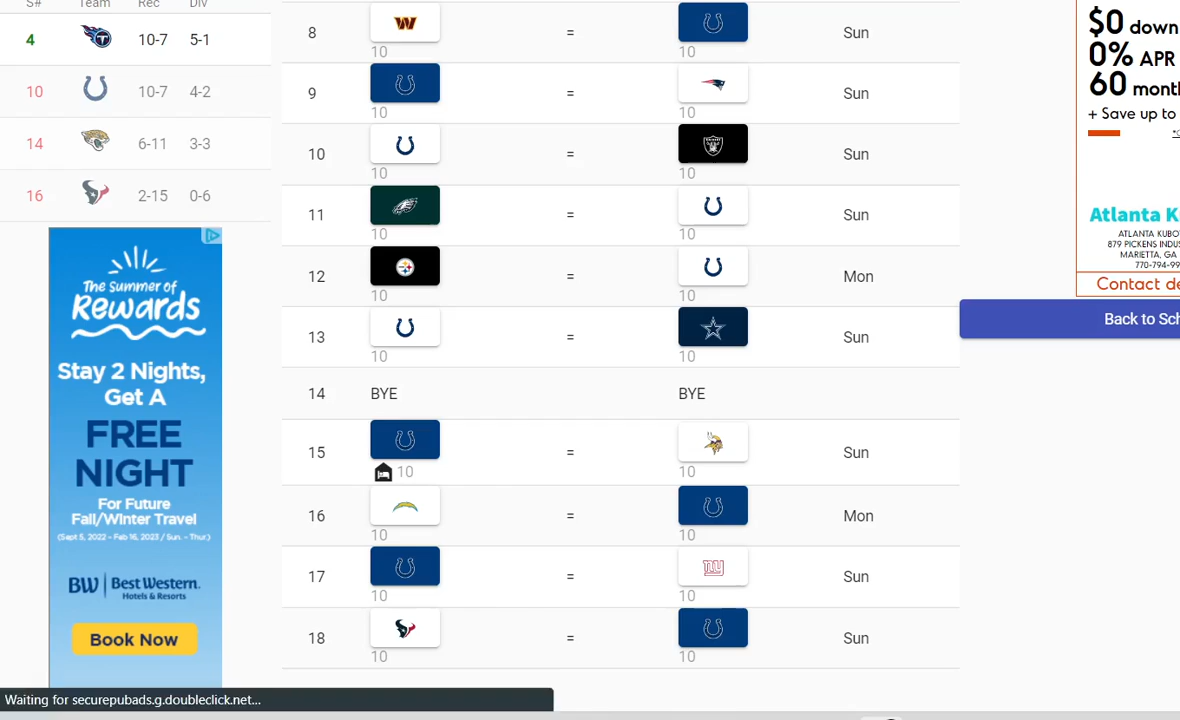 S# Team Rec Div
4 10-7 5-1
10 10-7 4-2
14 6-11 3-3
16 2-15 0-6
The Summer of
Rewards
Stay 2 Nights,
Get A
FREE
NIGHT
For Future
Fall/Winter Travel
(Sept 5, 2022 - Feb 16, 2023 / Sun. - Thur.)
BW Best Western.
Hotels & Resorts
Book Now
8 W = Sun
10 10
9 = Sun
10 10
10 = RAIDERS Sun
10 10
11 = Sun
10 10
12 = Mon
10 10
13 = Sun
10 10
14 BYE BYE
15 = Sun
10 10
16 = Mon
10 10
17 = ny Sun
10 10
18 = Sun
10 10
$0 down
0% APR
60 mont
+ Save up to
Atlanta K
ATLANTA KUBO
879 PICKENS INDUS
MARIETTA, GA
770-794-99
Contact de
Back to Sch
Waiting for securepubads.g.doubleclick.net...